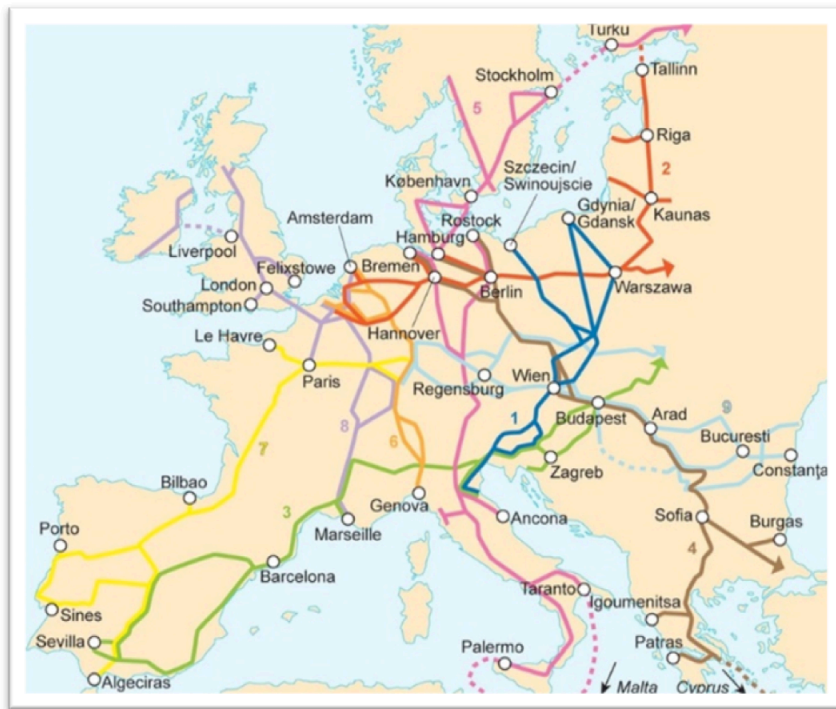 Turku
Stockholm
Tallinn
5
Riga
Szczecin/
Swinoujscie
2
København
Gdynia/
Gdansk
Kaunas
Rostock
Amsterdam
Hamburg
Liverpool
Felixstowe
Bremen
London
Berlin
Warszawa
Southampton
Hannover
Le Havre
Paris
Regensburg
Wien
1
Budapest
Arad
9
8
6
Bucuresti
7
Zagreb
Constanţa
Bilbao
3
Genova
Marseille
Ancona
Sofia
Burgas
Porto
4
Barcelona
Taranto
Igoumenitsa
Sines
Sevilla
Palermo
Patras
Algeciras
Malta
Cyprus